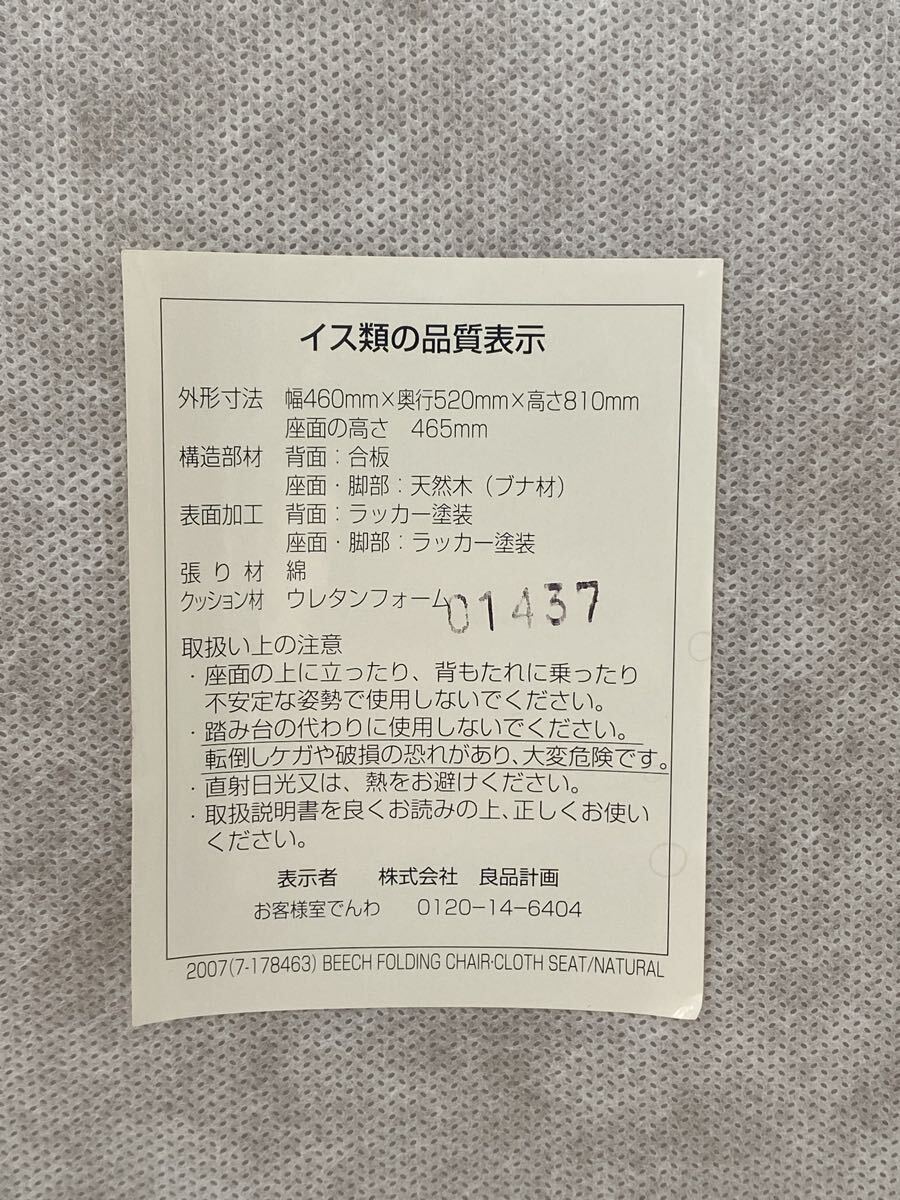 イス類の品質表示
外形寸法 幅460mm×奥行520mm×高さ810mm
座面の高さ 465mm
構造部材 背面：合板
座面・脚部：天然木（ブナ材）
表面加工 背面：ラッカー塗装
座面・脚部：ラッカー塗装
張り材 綿
クッション材 ウレタンフォーム
01437
取扱い上の注意
・座面の上に立ったり、背もたれに乗ったり
不安定な姿勢で使用しないでください。
・踏み台の代わりに使用しないでください。
転倒しケガや破損の恐れがあり、大変危険です。
・直射日光又は、熱をお避けください。
・取扱説明書を良くお読みの上、正しくお使い
ください。
表示者 株式会社 良品計画
お客様室でんわ 0120-14-6404
2007(7-178463) BEECH FOLDING CHAIR·CLOTH SEAT/NATURAL